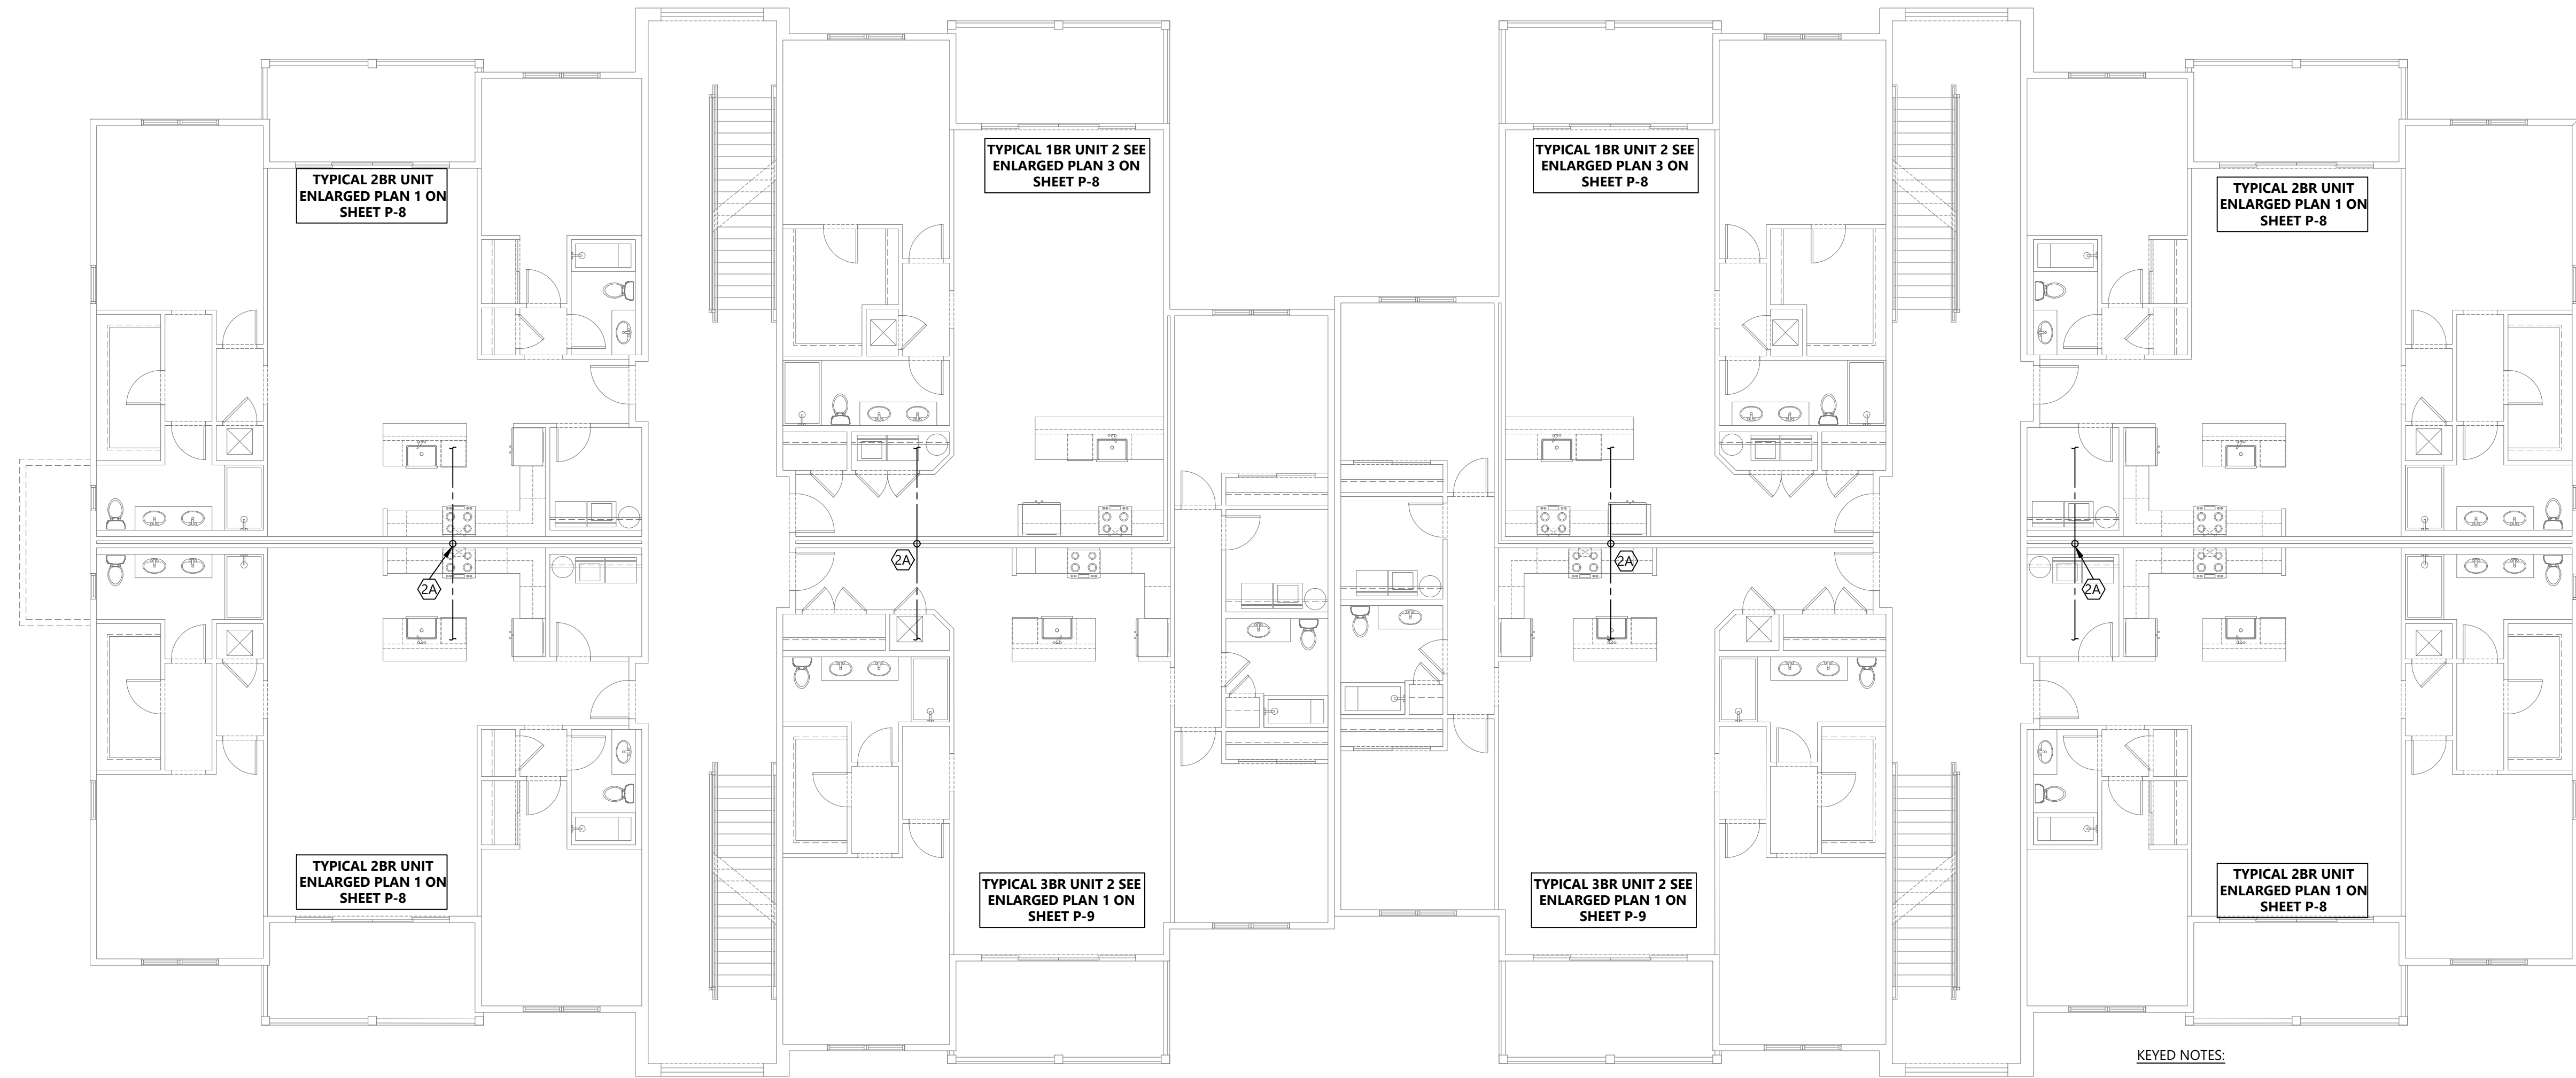 TYPICAL 1BR UNIT 2 SEE
ENLARGED PLAN 3 ON
SHEET P-8
TYPICAL 1BR UNIT 2 SEE
ENLARGED PLAN 3 ON
SHEET P-8
TYPICAL 2BR UNIT
ENLARGED PLAN 1 ON
SHEET P-8
TYPICAL 2BR UNIT
ENLARGED PLAN 1 ON
SHEET P-8
2A
2A
2A
2A
TYPICAL 2BR UNIT
ENLARGED PLAN 1 ON
SHEET P-8
TYPICAL 3BR UNIT 2 SEE
ENLARGED PLAN 1 ON
SHEET P-9
TYPICAL 3BR UNIT 2 SEE
ENLARGED PLAN 1 ON
SHEET P-9
TYPICAL 2BR UNIT
ENLARGED PLAN 1 ON
SHEET P-8
KEYED NOTES: